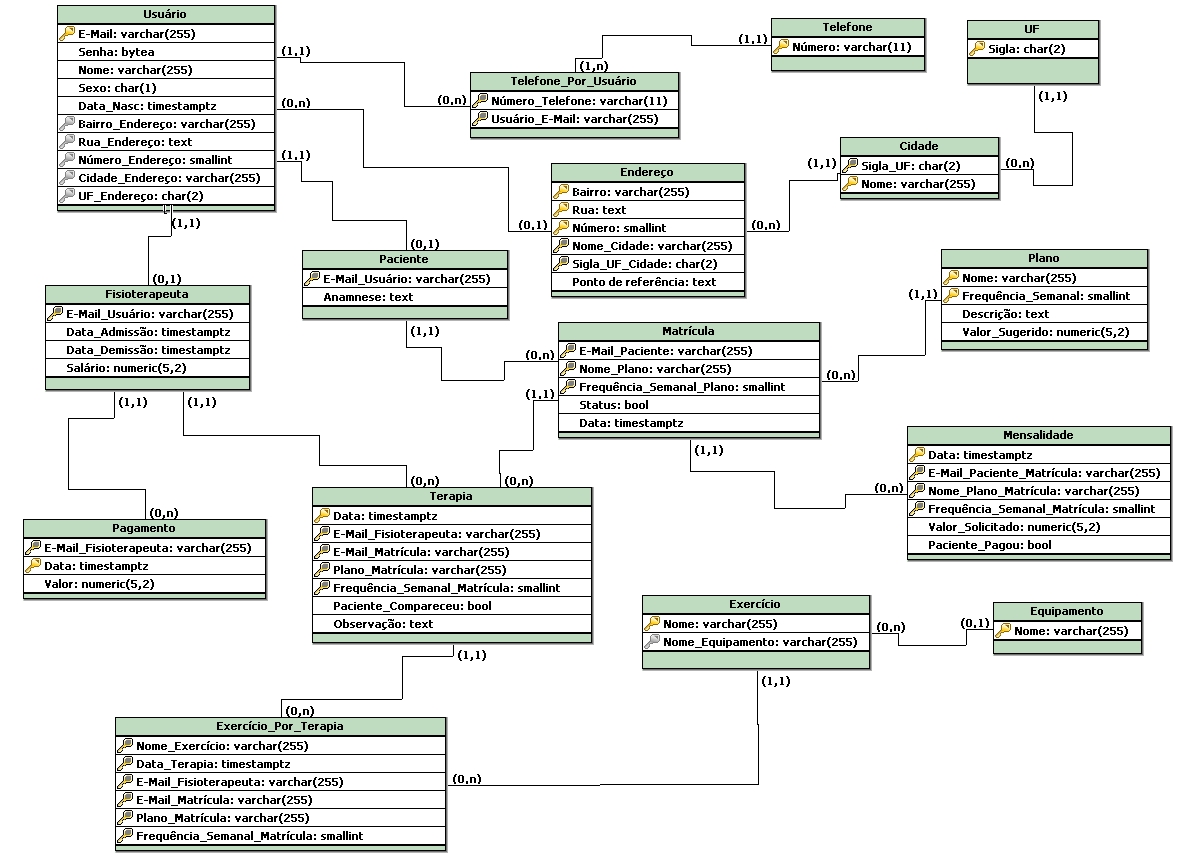 Usuário
E-Mail: varchar(255)
Senha: bytea
Nome: varchar(255)
Sexo: char(1)
Data_Nasc: timestamptz
Bairro_Endereço: varchar(255)
Rua_Endereço: text
Número_Endereço: smallint
Cidade_Endereço: varchar(255)
UF_Endereço: char(2)
(1,1)
(0,n)
(1,1)
(1,1)
(0,n)
(1,n)
(1,1)
Telefone_Por_Usuário
Número_Telefone: varchar(11)
Usuário_E-Mail: varchar(255)
Telefone
Número: varchar(11)
UF
Sigla: char(2)
(1,1)
(0,n)
Cidade
Sigla_UF: char(2)
Nome: varchar(255)
(1,1)
(0,n)
(0,1)
Endereço
Bairro: varchar(255)
Rua: text
Número: smallint
Nome_Cidade: varchar(255)
Sigla_UF_Cidade: char(2)
Ponto de referência: text
(0,1)
Paciente
E-Mail_Usuário: varchar(255)
Anamnese: text
(1,1)
(0,1)
Fisioterapeuta
E-Mail_Usuário: varchar(255)
Data_Admissão: timestamptz
Data_Demissão: timestamptz
Salário: numeric(5,2)
(1,1)
(1,1)
Plano
Nome: varchar(255)
Frequência_Semanal: smallint
Descrição: text
Valor_Sugerido: numeric(5,2)
(1,1)
(0,n)
(0,n)
(1,1)
Matrícula
E-Mail_Paciente: varchar(255)
Nome_Plano: varchar(255)
Frequência_Semanal_Plano: smallint
Status: bool
Data: timestamptz
(1,1)
(0,n)
Mensalidade
Data: timestamptz
E-Mail_Paciente_Matrícula: varchar(255)
Nome_Plano_Matrícula: varchar(255)
Frequência_Semanal_Matrícula: smallint
Valor_Solicitado: numeric(5,2)
Paciente_Pagou: bool
(0,n)
Pagamento
E-Mail_Fisioterapeuta: varchar(255)
Data: timestamptz
Valor: numeric(5,2)
(0,n)
(0,n)
Terapia
Data: timestamptz
E-Mail_Fisioterapeuta: varchar(255)
E-Mail_Matrícula: varchar(255)
Plano_Matrícula: varchar(255)
Frequência_Semanal_Matrícula: smallint
Paciente_Compareceu: bool
Observação: text
(1,1)
Exercício
Nome: varchar(255)
Nome_Equipamento: varchar(255)
(0,n)
(0,1)
(1,1)
Equipamento
Nome: varchar(255)
(0,n)
(0,n)
Exercício_Por_Terapia
Nome_Exercício: varchar(255)
Data_Terapia: timestamptz
E-Mail_Fisioterapeuta: varchar(255)
E-Mail_Matrícula: varchar(255)
Plano_Matrícula: varchar(255)
Frequência_Semanal_Matrícula: smallint